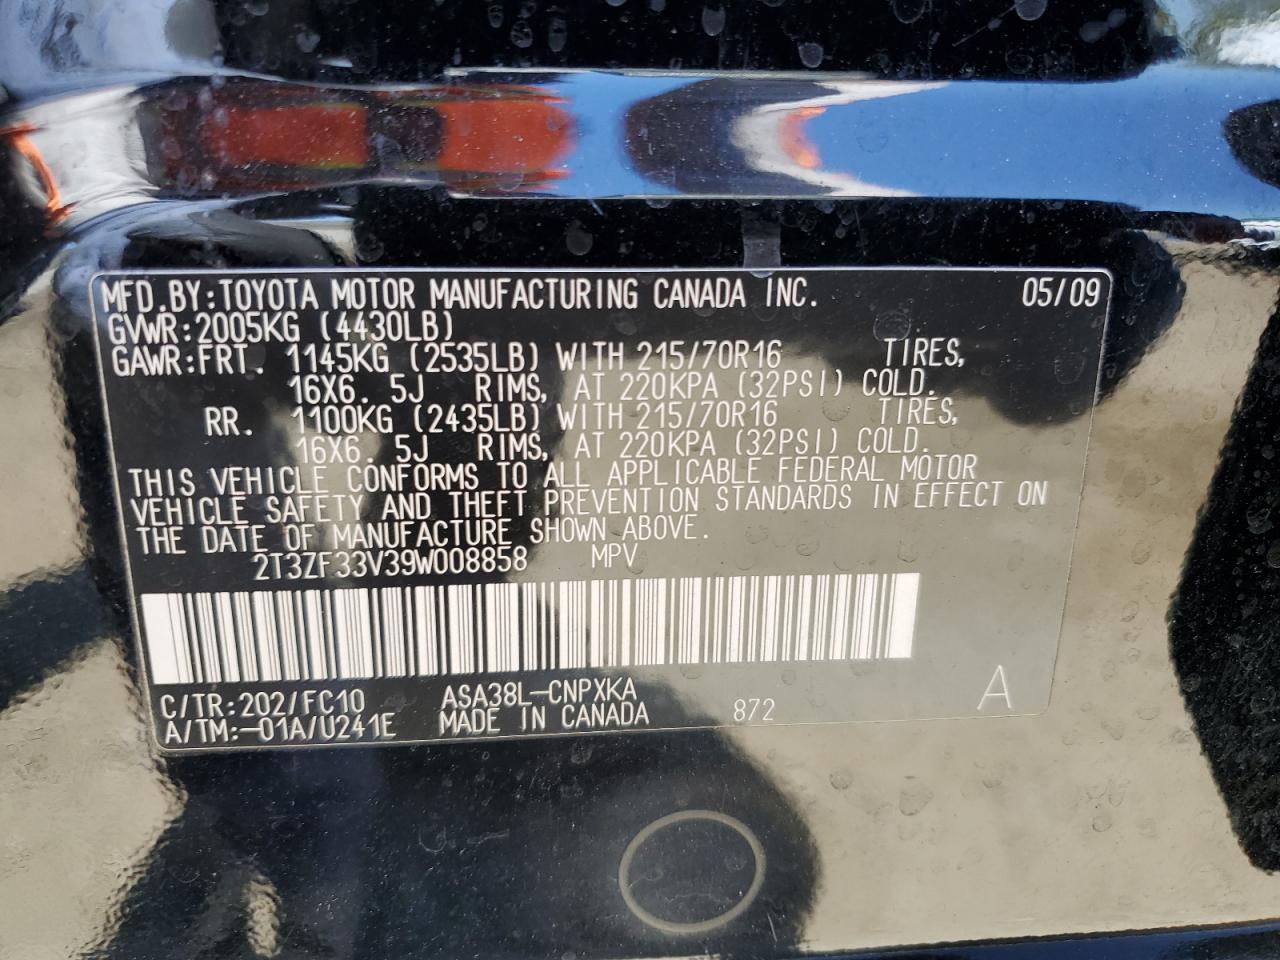 MFD.BY:TOYOTA MOTOR MANUFACTURING CANADA INC. 05/09
GVWR:2005KG (4430LB)
GAWR:FRT. 1145KG (2535LB) WITH 215/70R16 TIRES,
16X6. 5J RIMS, AT 220KPA (32PSI) COLD.
RR. 1100KG (2435LB) WITH 215/70R16 TIRES,
16X6. 5J RIMS, AT 220KPA (32PSI) COLD.
THIS VEHICLE CONFORMS TO ALL APPLICABLE FEDERAL MOTOR
VEHICLE SAFETY AND THEFT PREVENTION STANDARDS IN EFFECT ON
THE DATE OF MANUFACTURE SHOWN ABOVE.
2T3ZF33V39W008858 MPV
C/TR:202/FC10 ASA38L-CNPXKA
A/TM:-01A/U241E MADE IN CANADA 872 A